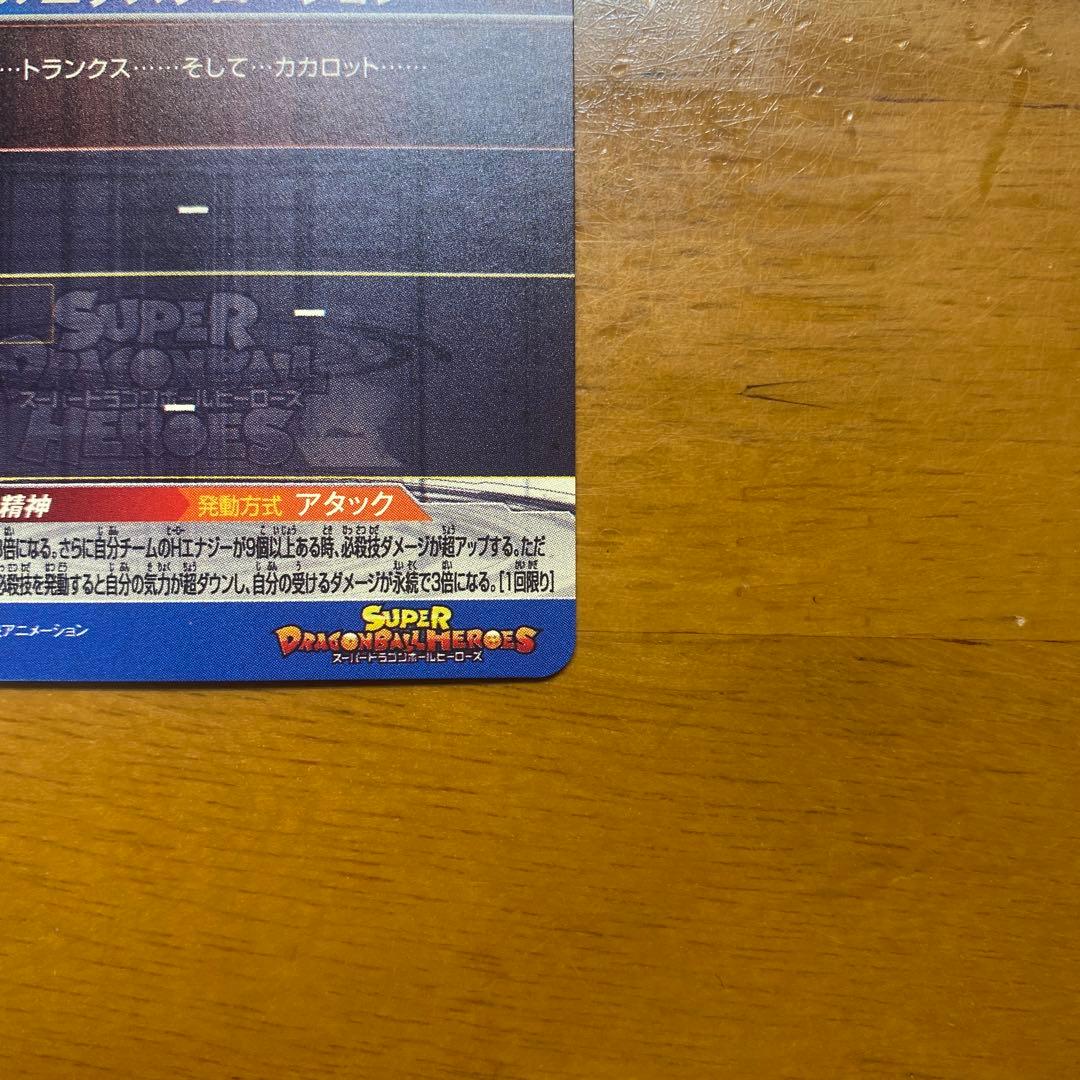 …トランクス……そして…カカロット……
SUPER
DRAGONBALL
スーパードラゴンボールヒーローズ
HEROES
精神
発動方式 アタック
倍になる。さらに自分チームのHエナジーが9個以上ある時、必殺技ダメージが超アップする。ただ
必殺技を発動すると自分の気力が超ダウンし、自分の受けるダメージが永続で3倍になる。[1回限り]
アニメーション
SUPER
DRAGONBALL HEROES
スーパードラゴンボールヒーローズ